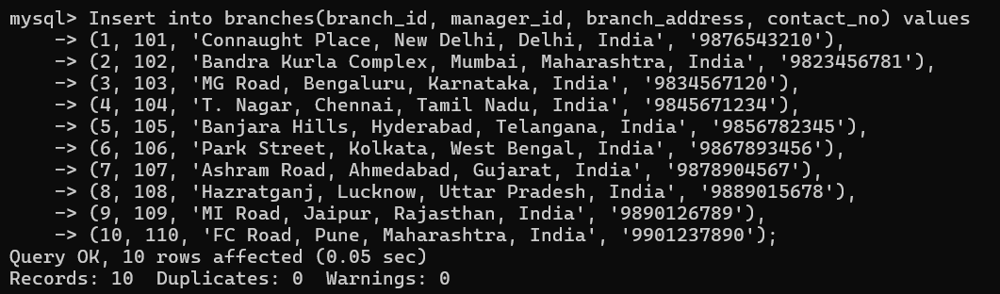 mysql> Insert into branches(branch_id, manager_id, branch_address, contact_no) values
    -> (1, 101, 'Connaught Place, New Delhi, Delhi, India', '9876543210'),
    -> (2, 102, 'Bandra Kurla Complex, Mumbai, Maharashtra, India', '9823456781'),
    -> (3, 103, 'MG Road, Bengaluru, Karnataka, India', '9834567120'),
    -> (4, 104, 'T. Nagar, Chennai, Tamil Nadu, India', '9845671234'),
    -> (5, 105, 'Banjara Hills, Hyderabad, Telangana, India', '9856782345'),
    -> (6, 106, 'Park Street, Kolkata, West Bengal, India', '9867893456'),
    -> (7, 107, 'Ashram Road, Ahmedabad, Gujarat, India', '9878904567'),
    -> (8, 108, 'Hazratganj, Lucknow, Uttar Pradesh, India', '9889015678'),
    -> (9, 109, 'MI Road, Jaipur, Rajasthan, India', '9890126789'),
    -> (10, 110, 'FC Road, Pune, Maharashtra, India', '9901237890');
Query OK, 10 rows affected (0.05 sec)
Records: 10  Duplicates: 0  Warnings: 0